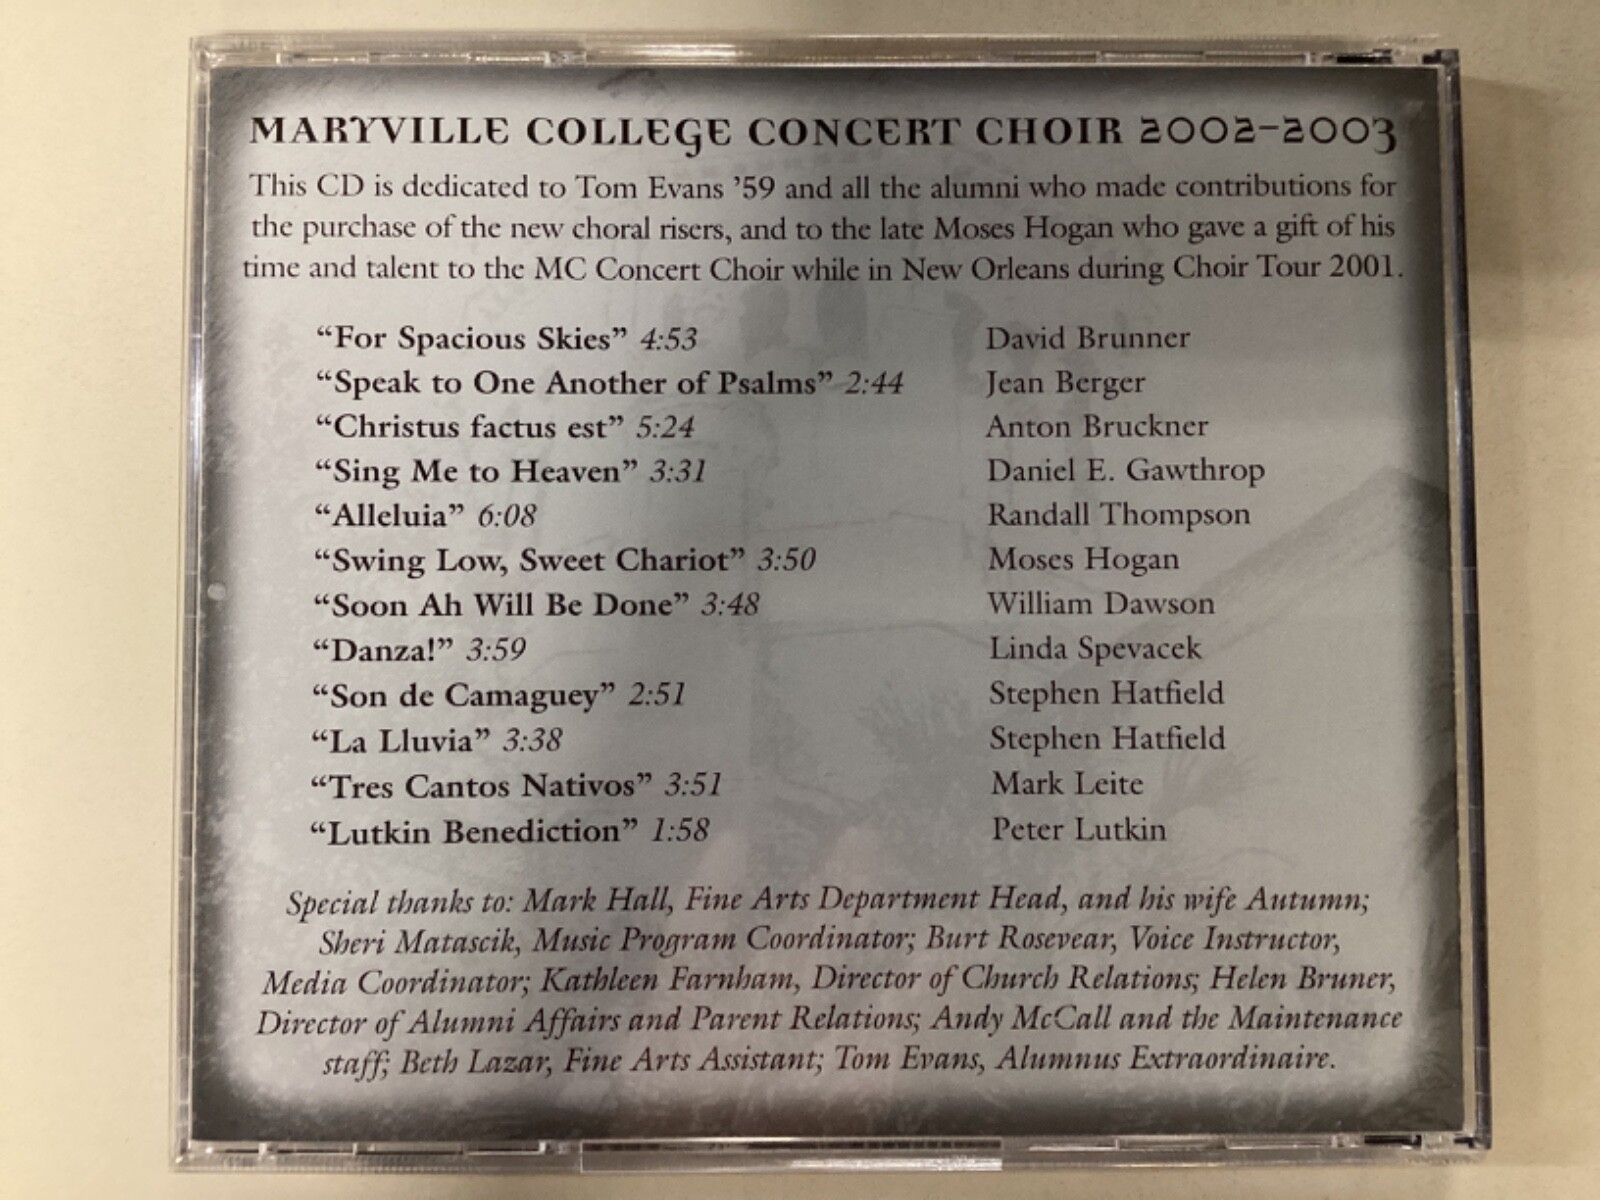 MARYVILLE COLLEGE CONCERT CHOIR 2002-2003
This CD is dedicated to Tom Evans ’59 and all the alumni who made contributions for
the purchase of the new choral risers, and to the late Moses Hogan who gave a gift of his
time and talent to the MC Concert Choir while in New Orleans during Choir Tour 2001.
“For Spacious Skies” 4:53 David Brunner
“Speak to One Another of Psalms” 2:44 Jean Berger
“Christus factus est” 5:24 Anton Bruckner
“Sing Me to Heaven” 3:31 Daniel E. Gawthrop
“Alleluia” 6:08 Randall Thompson
“Swing Low, Sweet Chariot” 3:50 Moses Hogan
“Soon Ah Will Be Done” 3:48 William Dawson
“Danza!” 3:59 Linda Spevacek
“Son de Camaguey” 2:51 Stephen Hatfield
“La Lluvia” 3:38 Stephen Hatfield
“Tres Cantos Nativos” 3:51 Mark Leite
“Lutkin Benediction” 1:58 Peter Lutkin
Special thanks to: Mark Hall, Fine Arts Department Head, and his wife Autumn;
Sheri Matascik, Music Program Coordinator; Burt Rosevear, Voice Instructor,
Media Coordinator; Kathleen Farnham, Director of Church Relations; Helen Bruner,
Director of Alumni Affairs and Parent Relations; Andy McCall and the Maintenance
staff; Beth Lazar, Fine Arts Assistant; Tom Evans, Alumnus Extraordinaire.